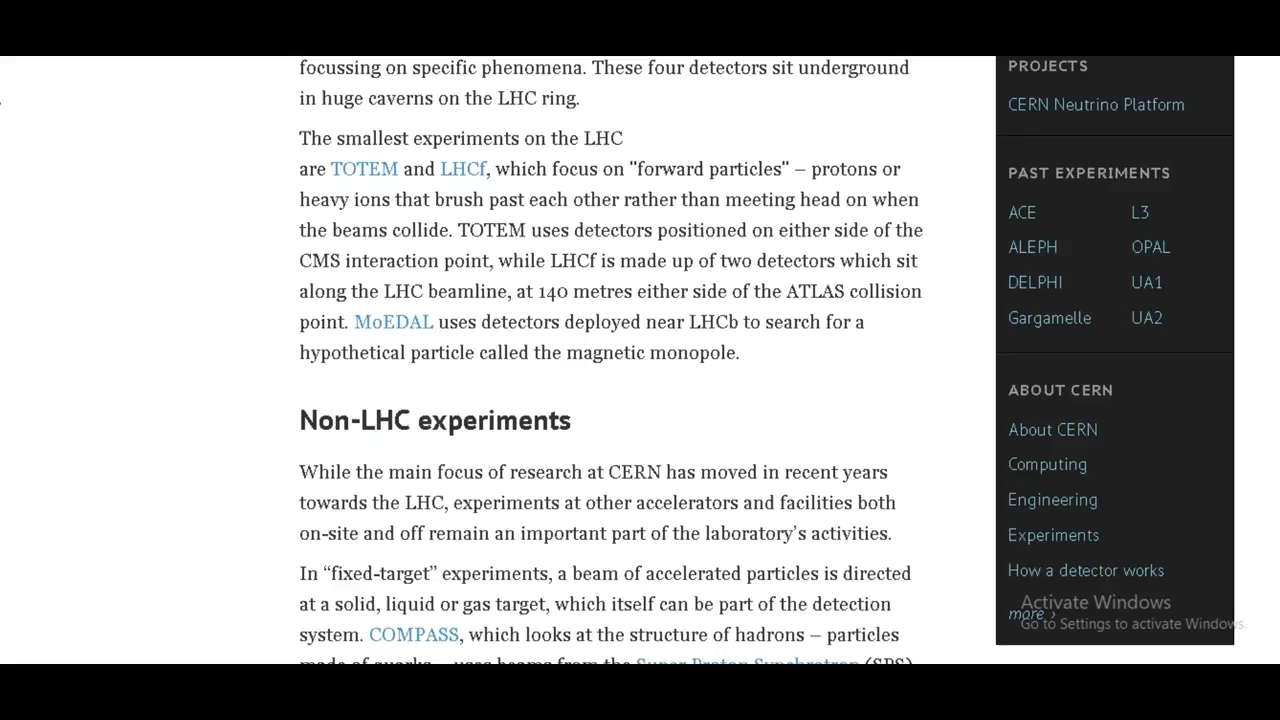 focussing on specific phenomena. These four detectors sit underground
in huge caverns on the LHC ring.
The smallest experiments on the LHC
are TOTEM and LHCf, which focus on "forward particles" – protons or
heavy ions that brush past each other rather than meeting head on when
the beams collide. TOTEM uses detectors positioned on either side of the
CMS interaction point, while LHCf is made up of two detectors which sit
along the LHC beamline, at 140 metres either side of the ATLAS collision
point. MoEDAL uses detectors deployed near LHCb to search for a
hypothetical particle called the magnetic monopole.
Non-LHC experiments
While the main focus of research at CERN has moved in recent years
towards the LHC, experiments at other accelerators and facilities both
on-site and off remain an important part of the laboratory’s activities.
In “fixed-target” experiments, a beam of accelerated particles is directed
at a solid, liquid or gas target, which itself can be part of the detection
system. COMPASS, which looks at the structure of hadrons – particles
made of quarks – uses beams from the Super Proton Synchrotron (SPS)
PROJECTS
CERN Neutrino Platform
PAST EXPERIMENTS
ACE L3
ALEPH OPAL
DELPHI UA1
Gargamelle UA2
ABOUT CERN
About CERN
Computing
Engineering
Experiments
How a detector works
more ›
Activate Windows
Go to Settings to activate Windows.